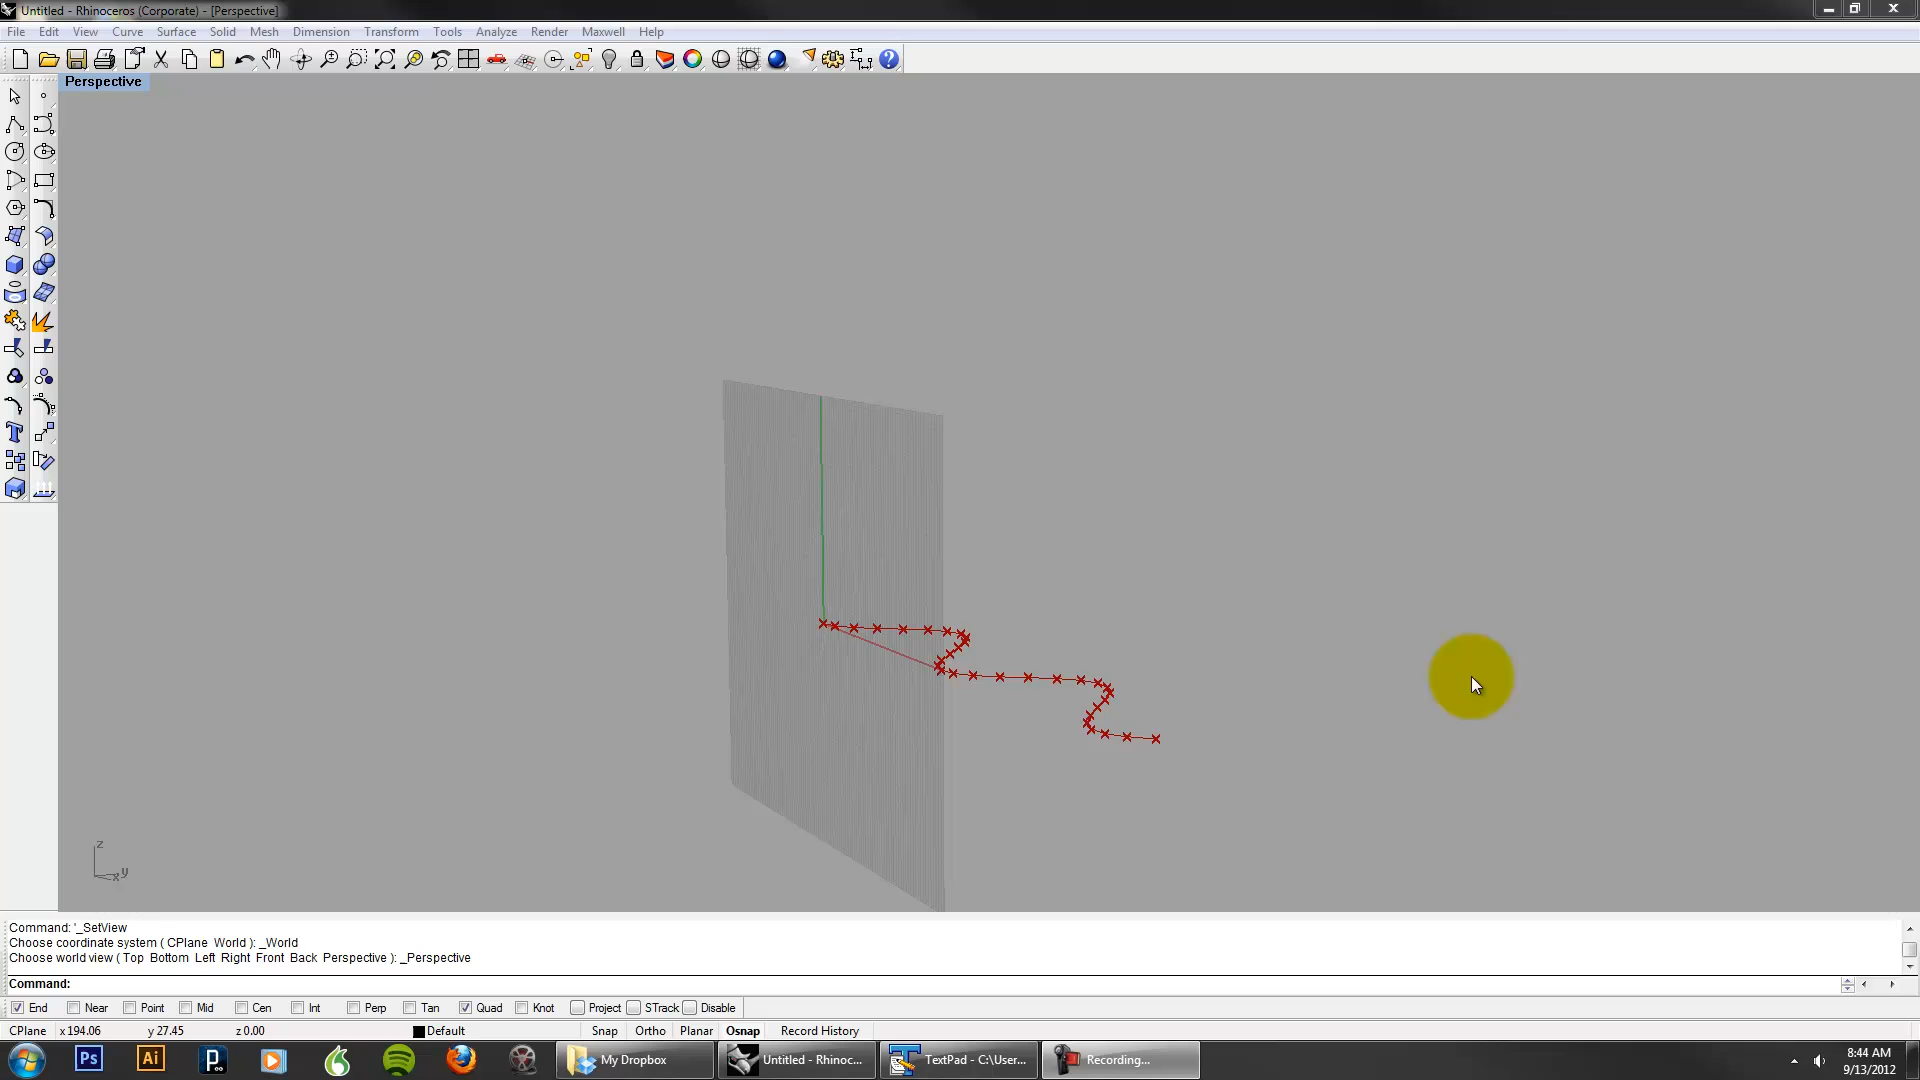 Untitled - Rhinoceros (Corporate) - [Perspective]
File Edit View Curve Surface Solid Mesh Dimension Transform Tools Analyze Render Maxwell Help
Perspective
z
y
x
Command: '_SetView
Choose coordinate system ( CPlane World ): _World
Choose world view ( Top Bottom Left Right Front Back Perspective ): _Perspective
Command:
End Near Point Mid Cen Int Perp Tan Quad Knot Project STrack Disable
CPlane x 194.06 y 27.45 z 0.00 Default Snap Ortho Planar Osnap Record History
Ps Ai P My Dropbox Untitled - Rhinoc... TextPad - C:\User... Recording... 8:44 AM
9/13/2012